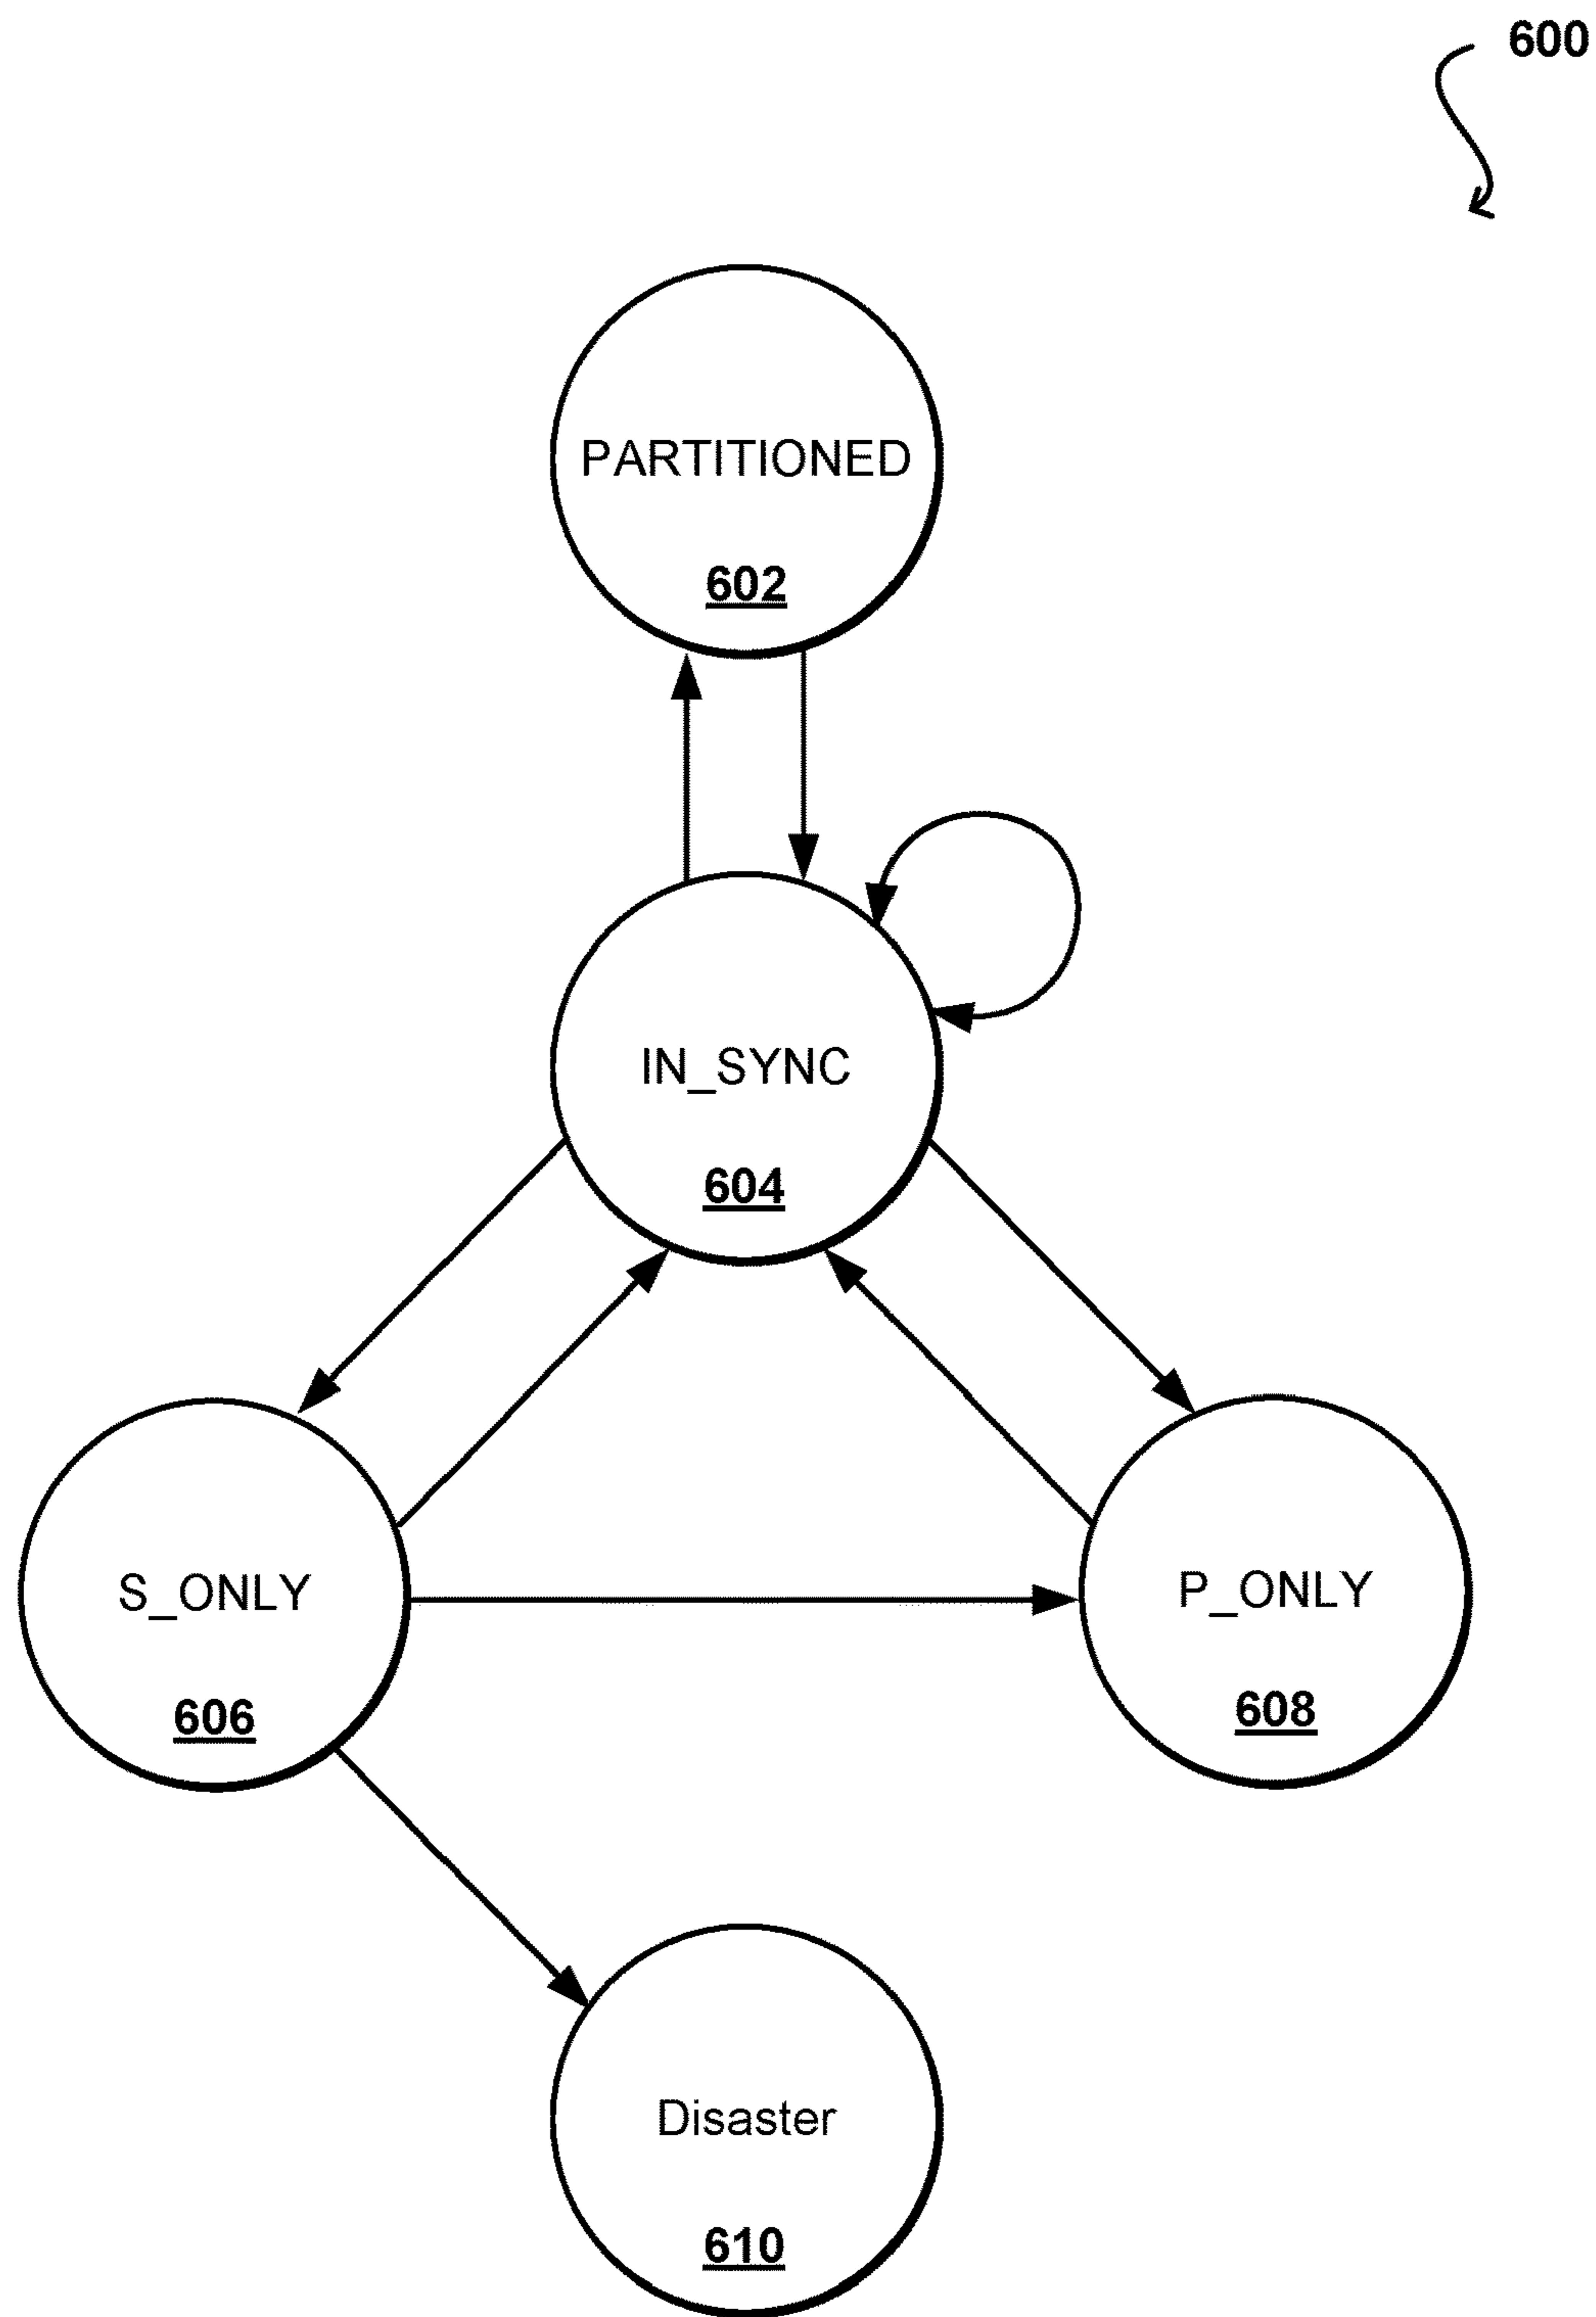 600
PARTITIONED
602
IN_SYNC
604
S_ONLY
606
P_ONLY
608
Disaster
610